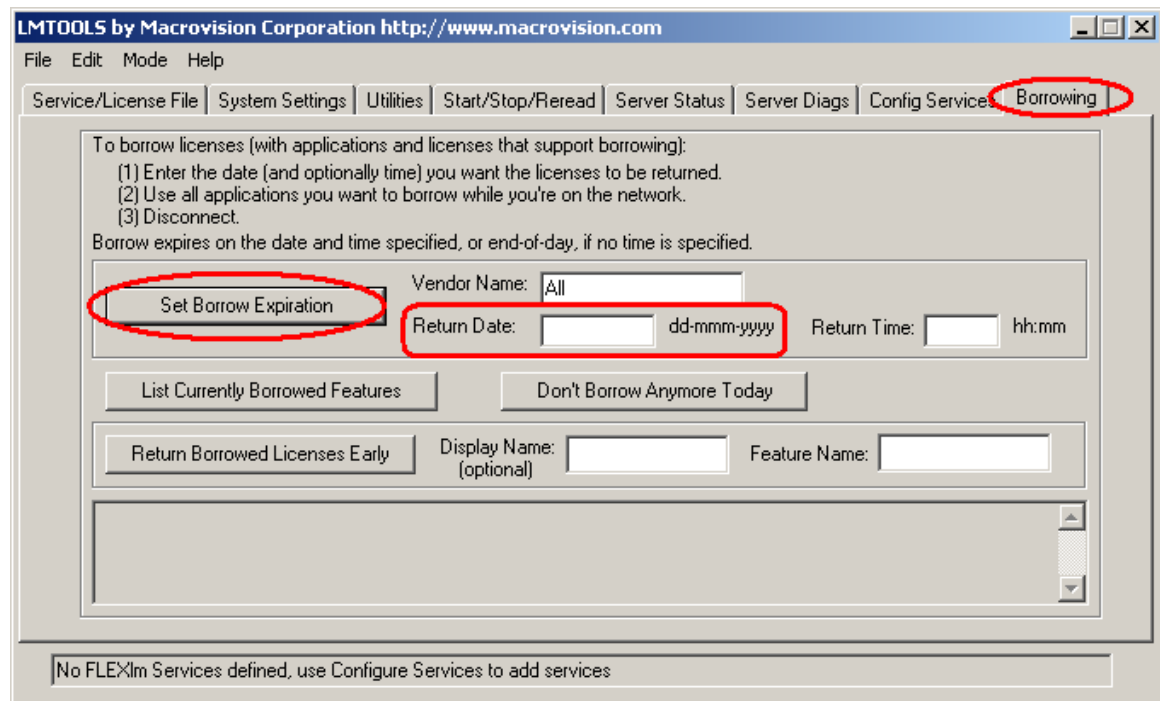 LMTOOLS by Macrovision Corporation http://www.macrovision.com
File Edit Mode Help
Service/License File System Settings Utilities Start/Stop/Reread Server Status Server Diags Config Services Borrowing
To borrow licenses (with applications and licenses that support borrowing):
(1) Enter the date (and optionally time) you want the licenses to be returned.
(2) Use all applications you want to borrow while you're on the network.
(3) Disconnect.
Borrow expires on the date and time specified, or end-of-day, if no time is specified.
Vendor Name: All
Set Borrow Expiration
Return Date: dd-mmm-yyyy Return Time: hh:mm
List Currently Borrowed Features Don't Borrow Anymore Today
Return Borrowed Licenses Early Display Name: Feature Name:
(optional)
No FLEXlm Services defined, use Configure Services to add services